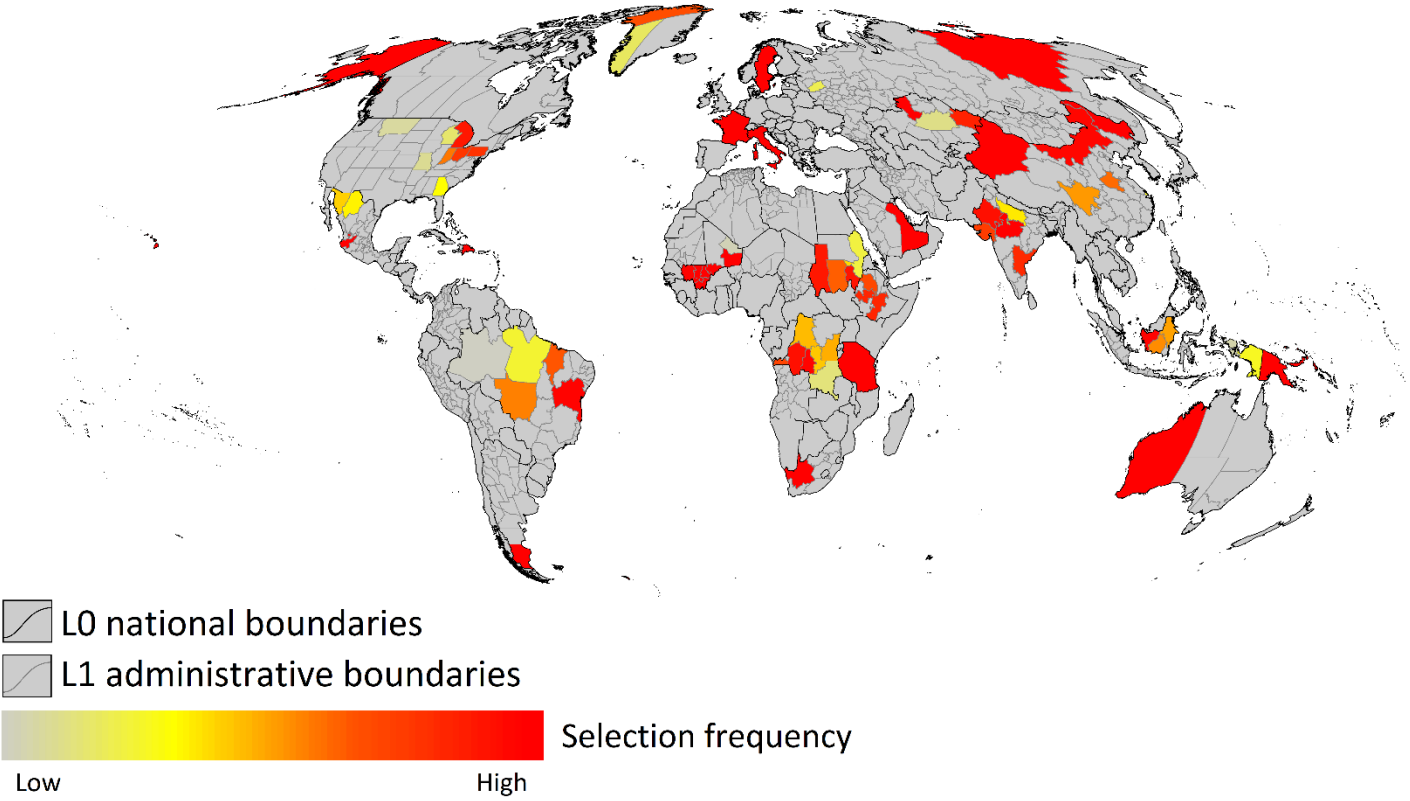 L0 national boundaries
L1 administrative boundaries
Selection frequency
Low High